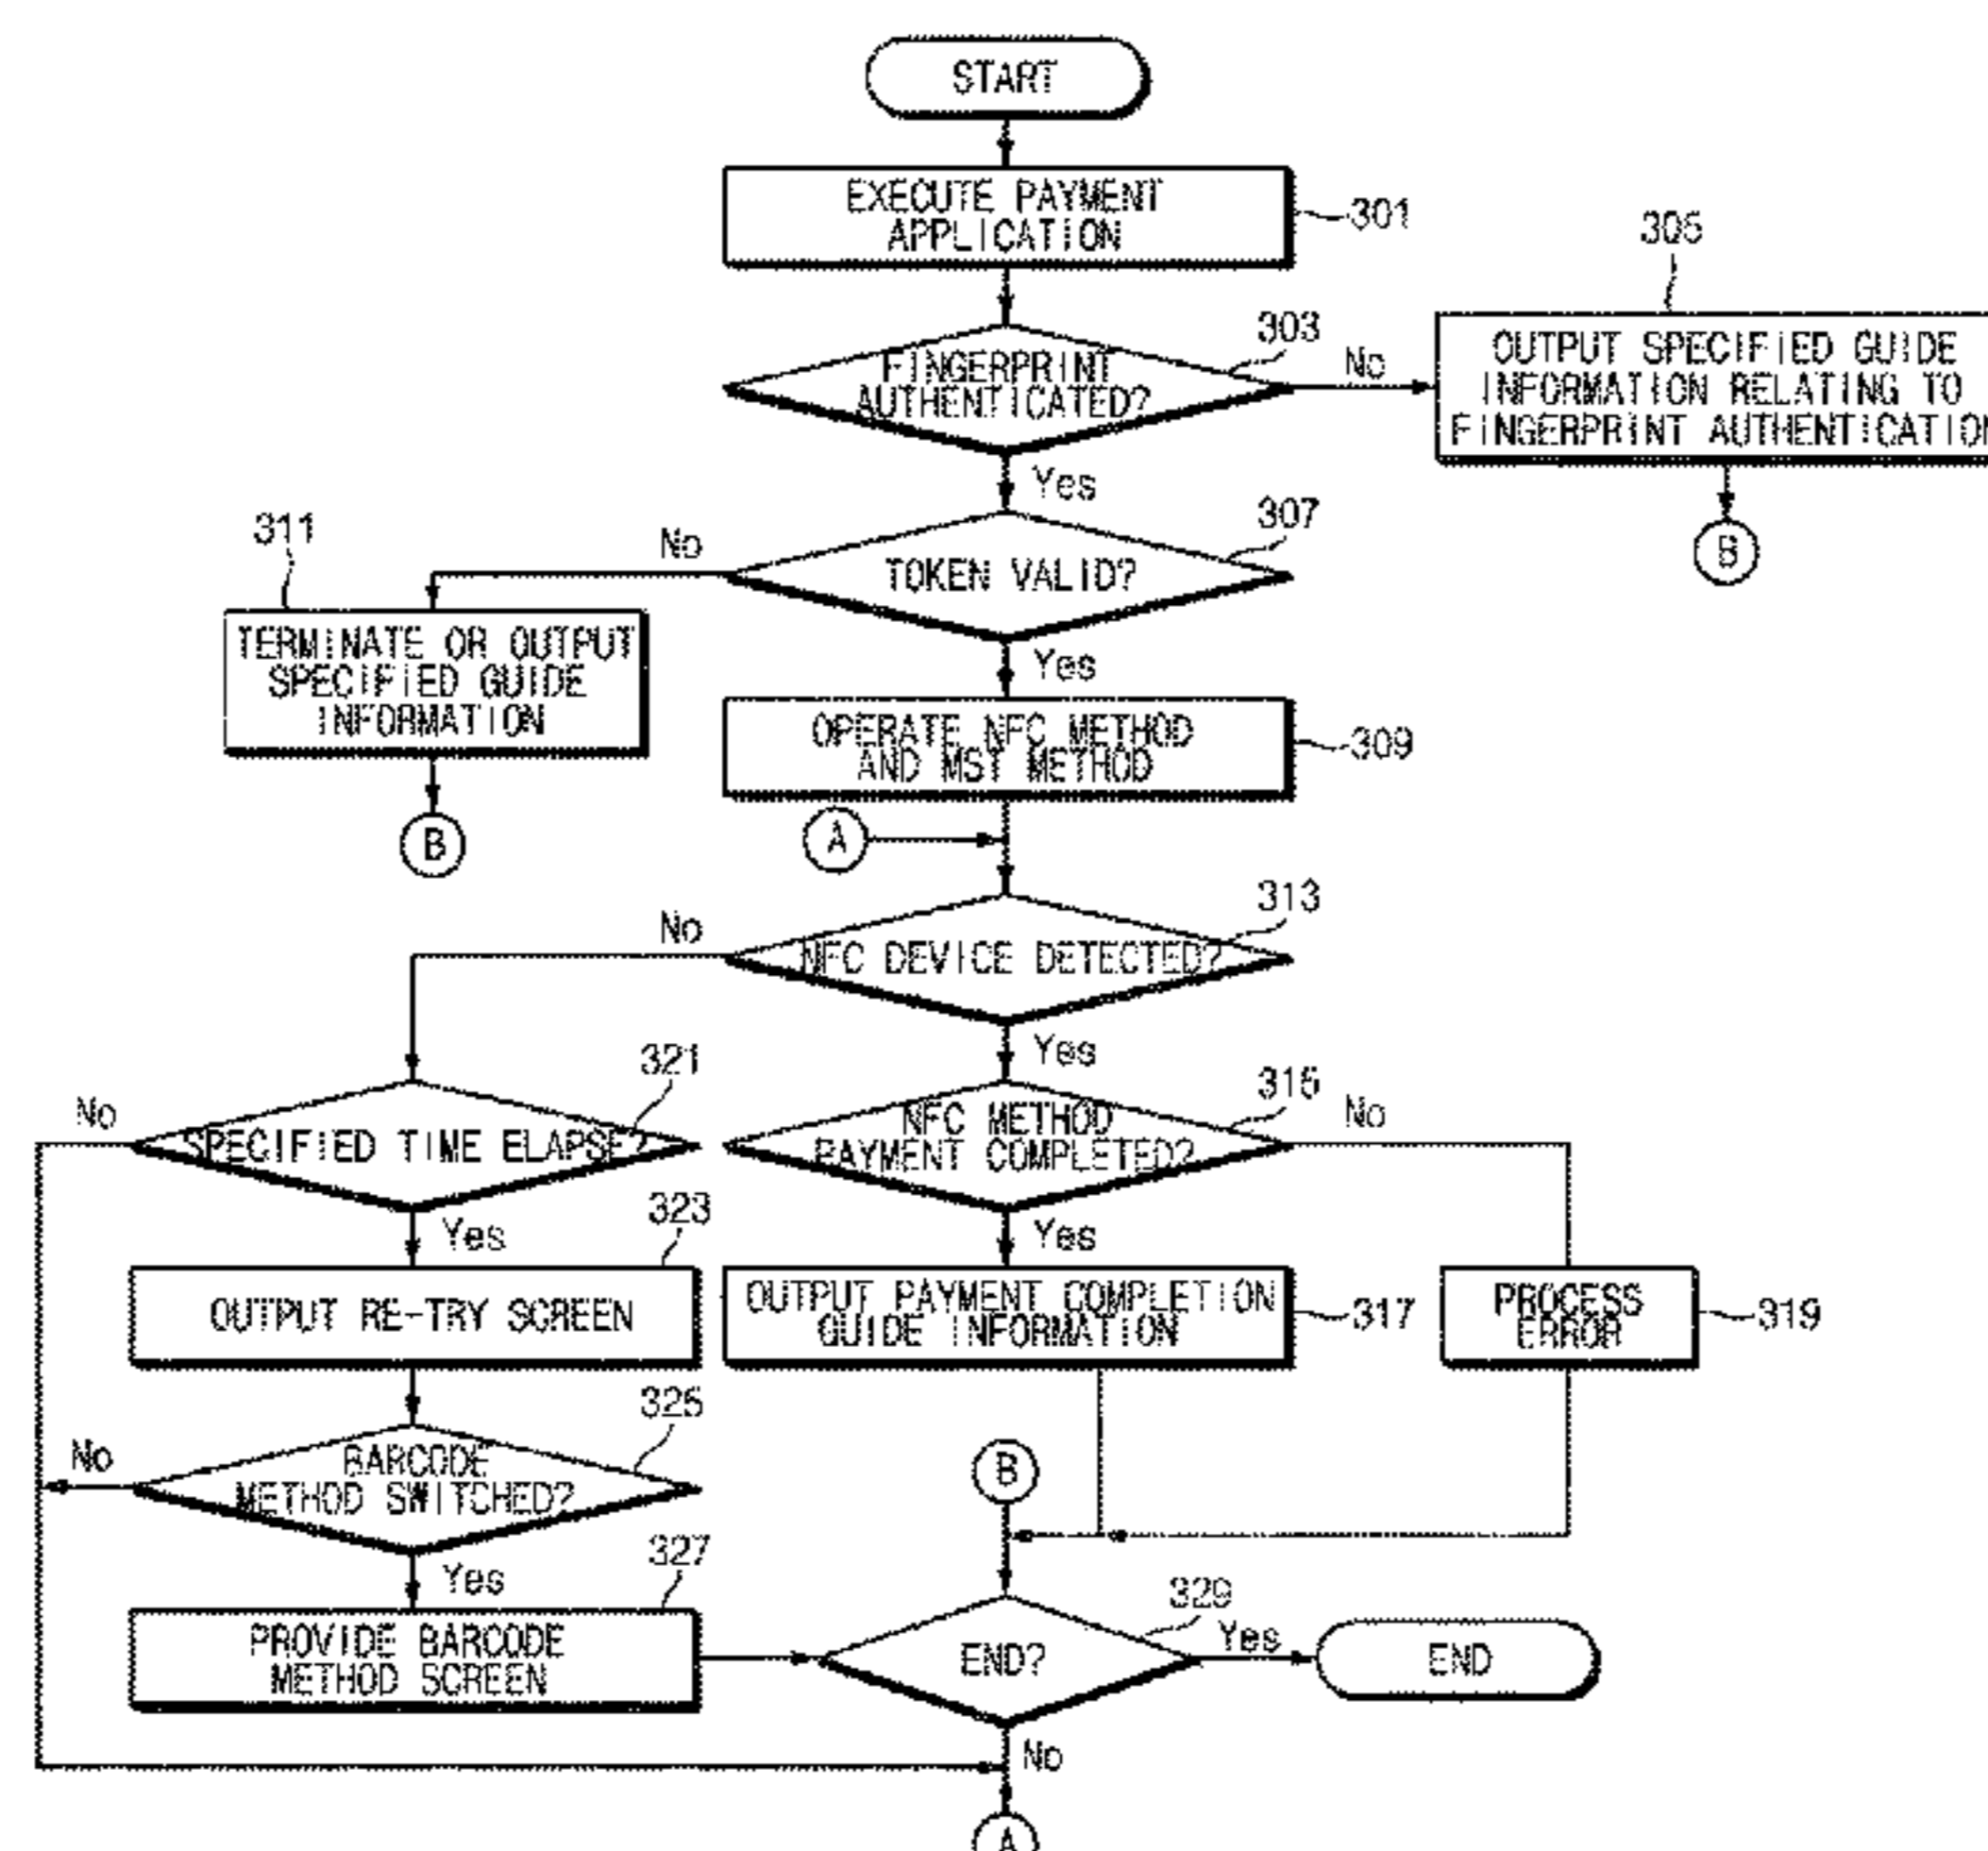 START
EXECUTE PAYMENT
APPLICATION
301
305
FINGERPRINT
AUTHENTICATED?
303
No
OUTPUT SPECIFIED GUIDE
INFORMATION RELATING TO
FINGERPRINT AUTHENTICATION
Yes
B
311
No
TOKEN VALID?
307
TERMINATE OR OUTPUT
SPECIFIED GUIDE
INFORMATION
Yes
OPERATE NFC METHOD
AND MST METHOD
309
B
A
313
No
NFC DEVICE DETECTED?
Yes
321
315
No
SPECIFIED TIME ELAPSE?
NFC METHOD
PAYMENT COMPLETED?
No
323
Yes
Yes
OUTPUT RE-TRY SCREEN
OUTPUT PAYMENT COMPLETION
GUIDE INFORMATION
317
PROCESS
ERROR
319
325
No
BARCODE
METHOD SWITCHED?
B
327
Yes
329
PROVIDE BARCODE
METHOD SCREEN
END?
Yes
END
No
A